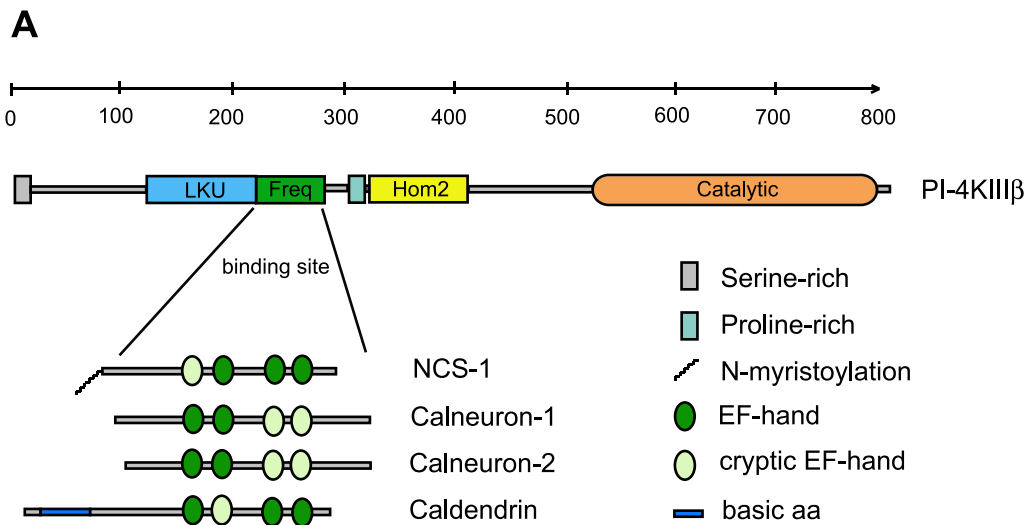 A
0 100 200 300 400 500 600 700 800
LKU Freq Hom2 Catalytic PI-4KIIIβ
binding site
Serine-rich
Proline-rich
NCS-1
N-myristoylation
Calneuron-1
EF-hand
Calneuron-2
cryptic EF-hand
Caldendrin
basic aa